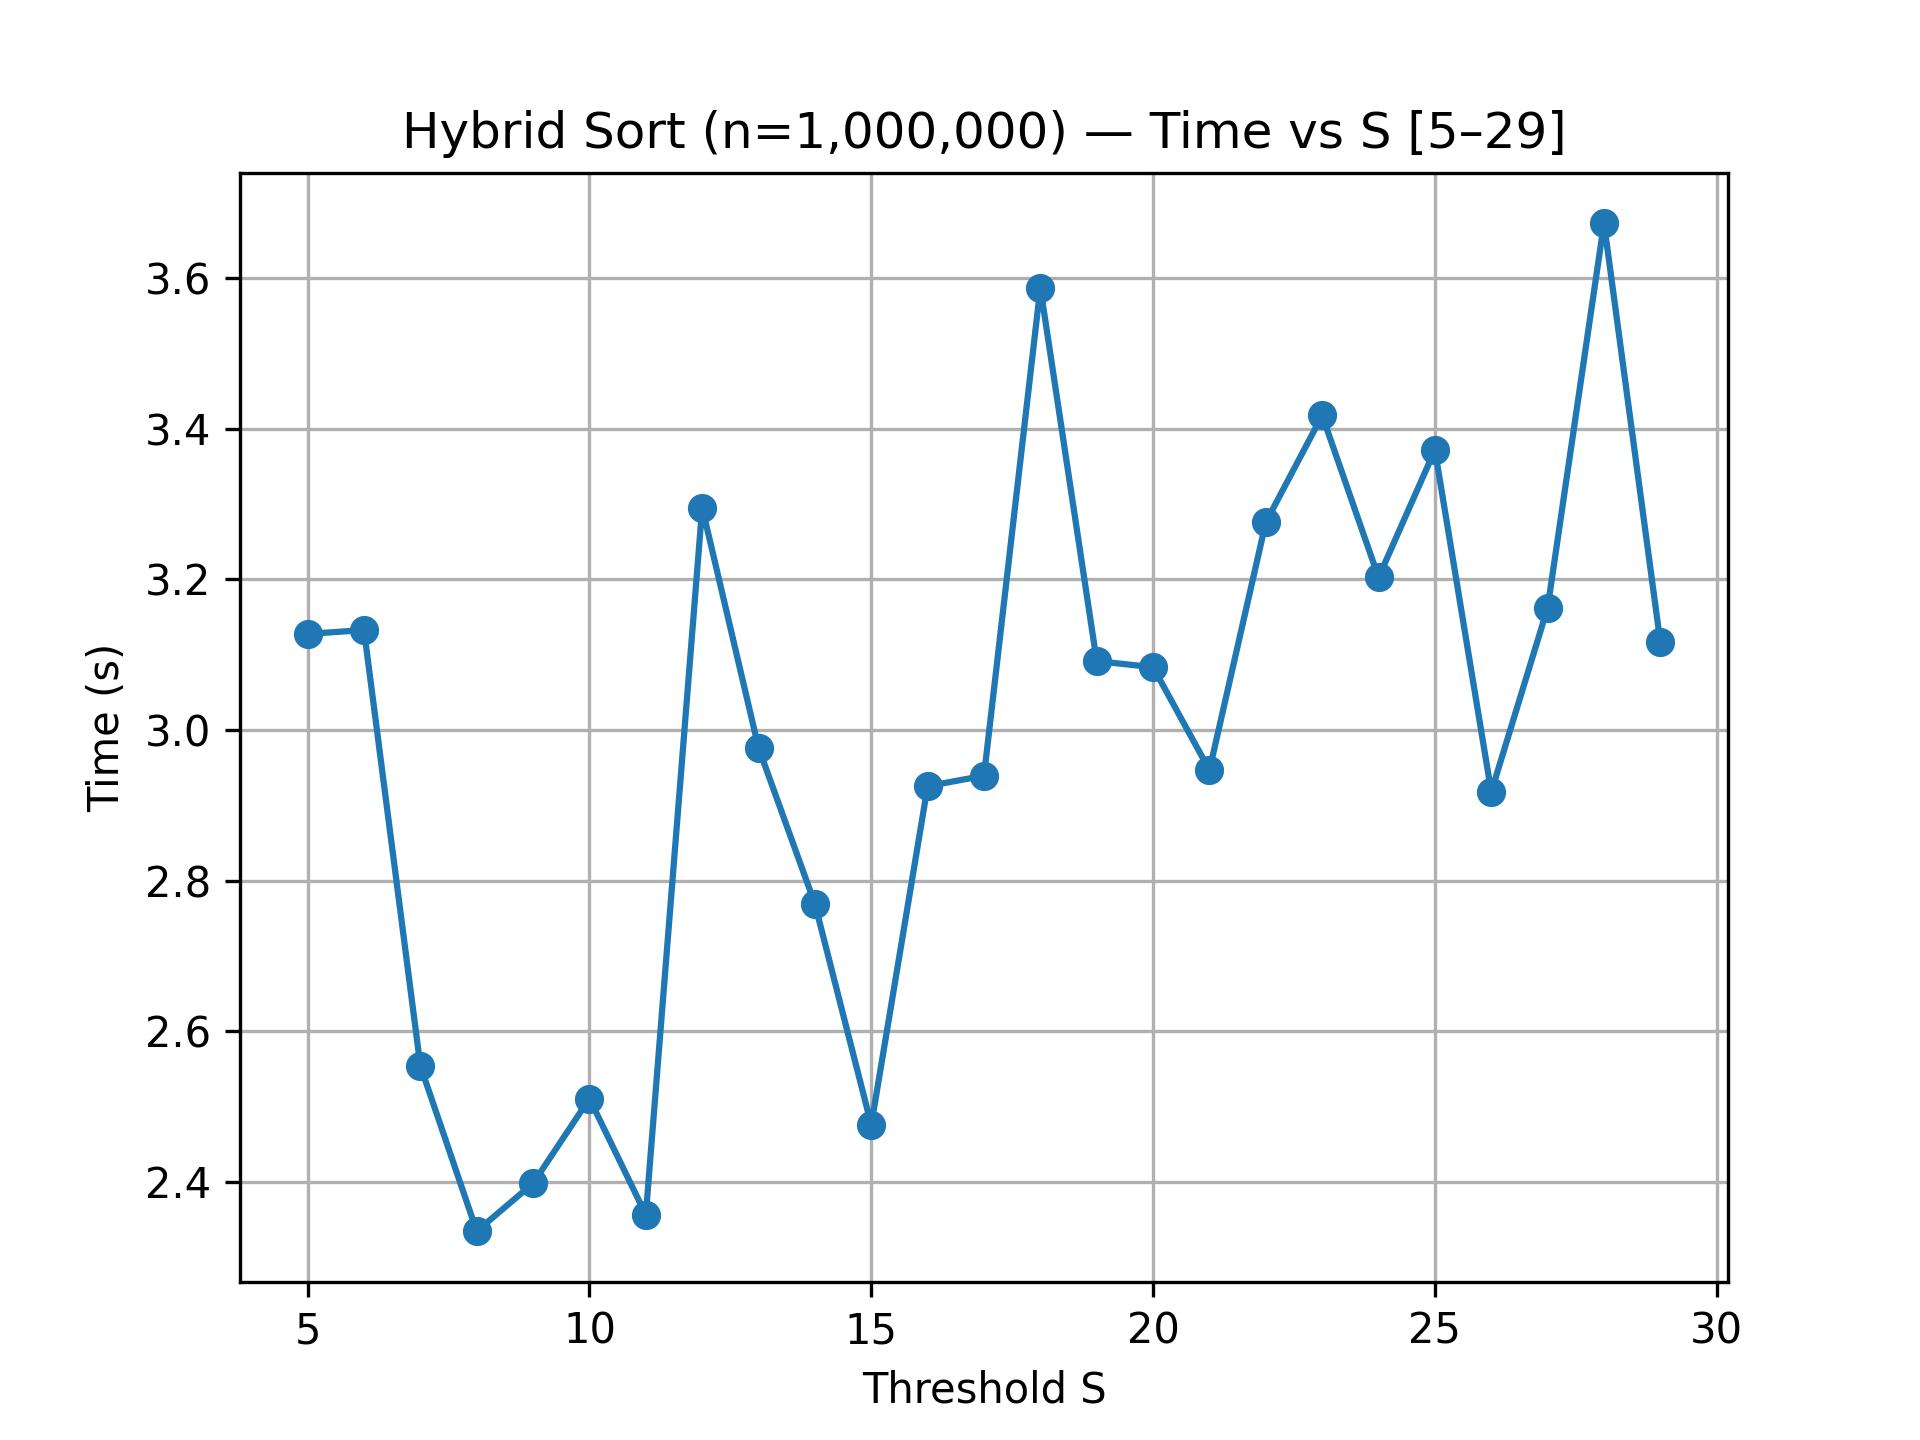 Hybrid Sort (n=1,000,000) — Time vs S [5–29]
Time (s)
3.6
3.4
3.2
3.0
2.8
2.6
2.4
5 10 15 20 25 30
Threshold S